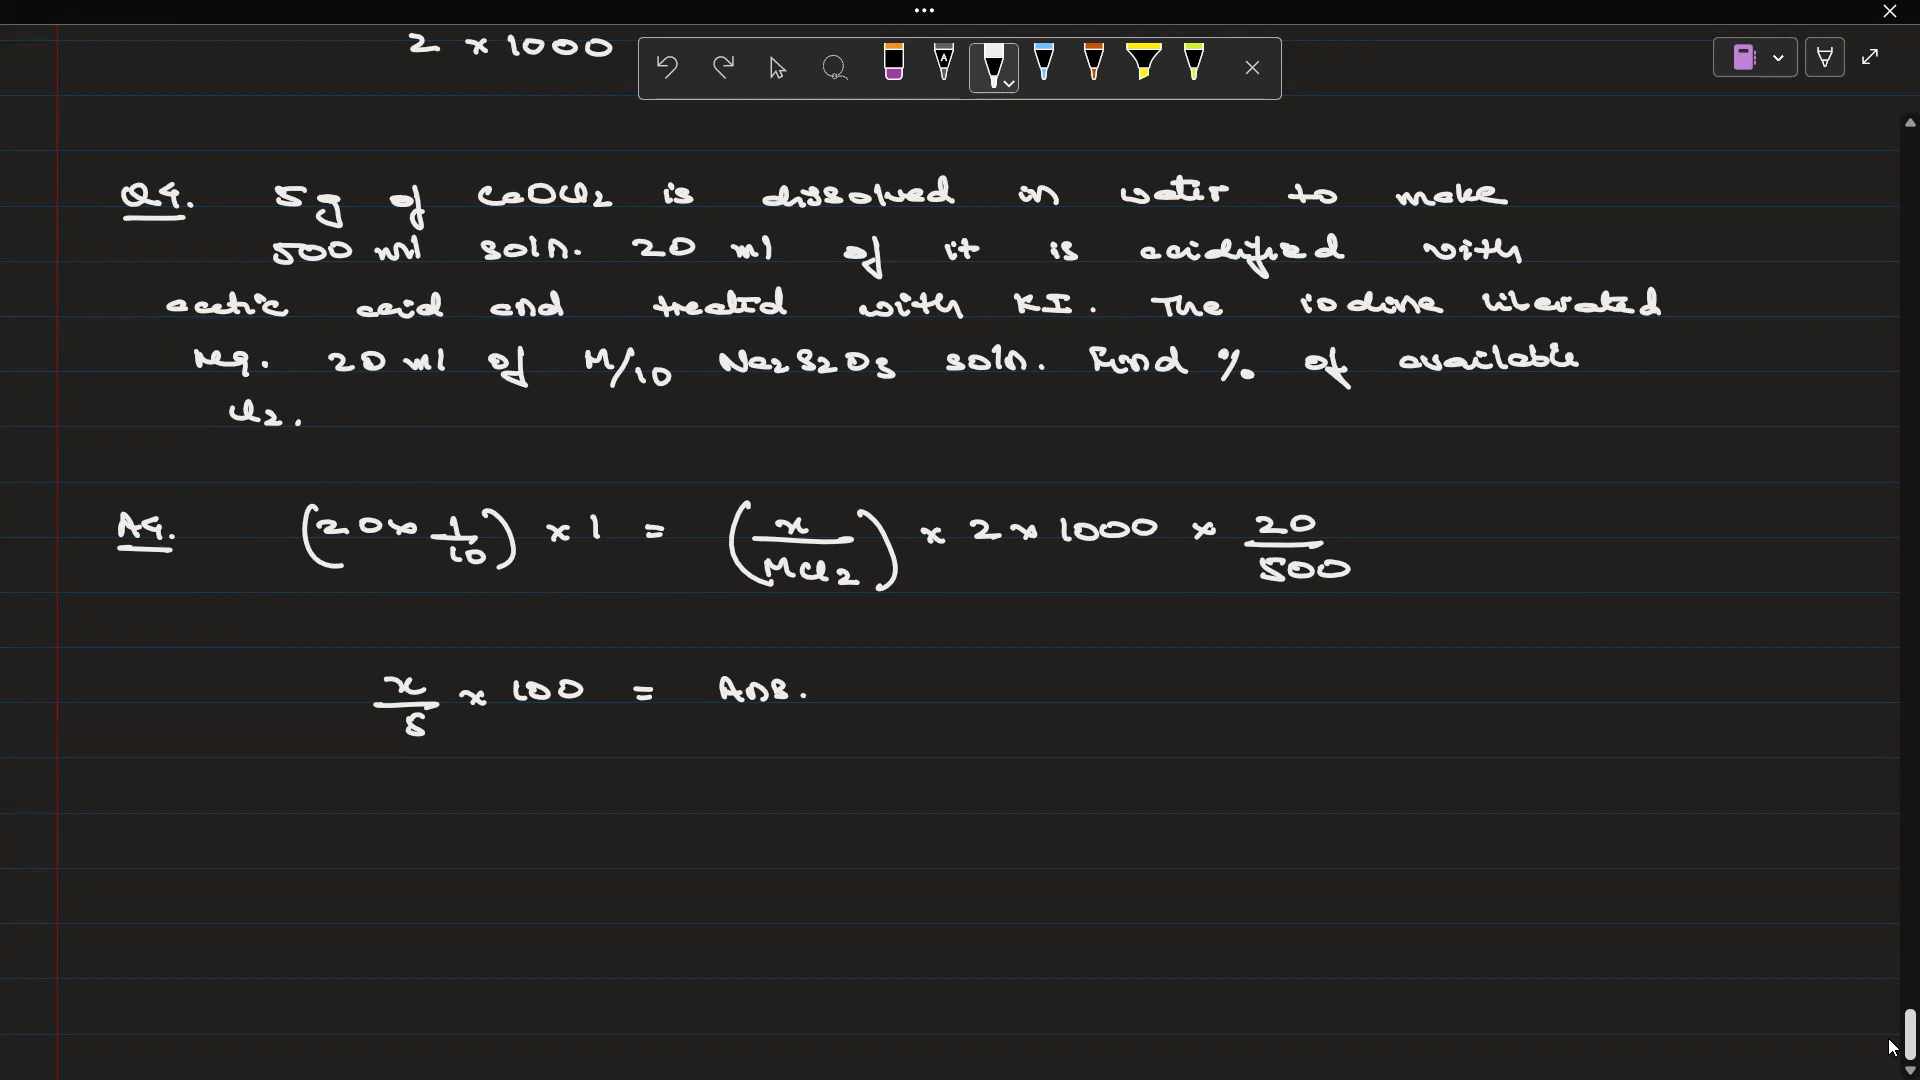 2 × 1000
Q4. 5g of CaOCl2 is dissolved in water to make
500 ml soln. 20 ml of it is acidified with
acetic acid and treated with KI. The iodine liberated
req. 20 ml of M/10 Na2S2O3 soln. Find % of available
Cl2.
A4. (20 × 1/10) × 1 = (x/MCl2) × 2 × 1000 × 20/500
x/5 × 100 = Ans.